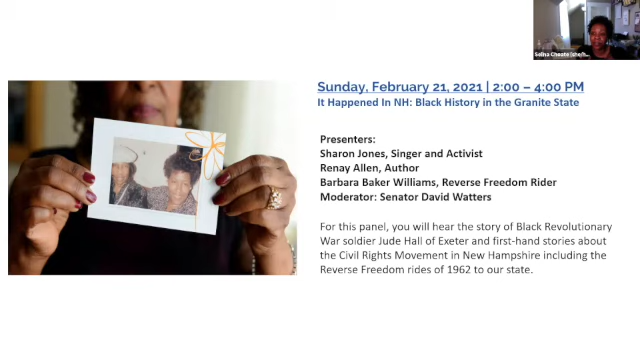 Selina Choate (she/h...
Sunday, February 21, 2021 | 2:00 – 4:00 PM
It Happened In NH: Black History in the Granite State
Presenters:
Sharon Jones, Singer and Activist
Renay Allen, Author
Barbara Baker Williams, Reverse Freedom Rider
Moderator: Senator David Watters
For this panel, you will hear the story of Black Revolutionary
War soldier Jude Hall of Exeter and first-hand stories about
the Civil Rights Movement in New Hampshire including the
Reverse Freedom rides of 1962 to our state.